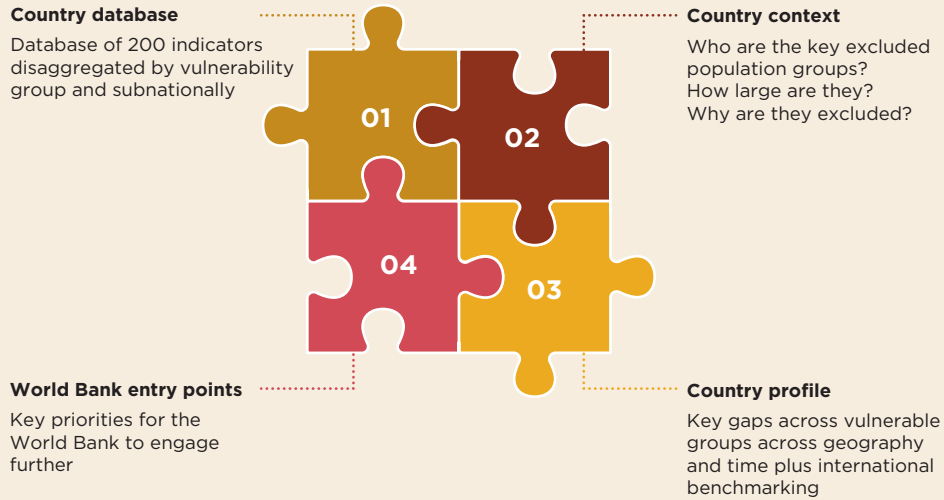 Country database
Database of 200 indicators
disaggregated by vulnerability
group and subnationally
Country context
Who are the key excluded
population groups?
How large are they?
Why are they excluded?
01
02
04
03
World Bank entry points
Key priorities for the
World Bank to engage
further
Country profile
Key gaps across vulnerable
groups across geography
and time plus international
benchmarking